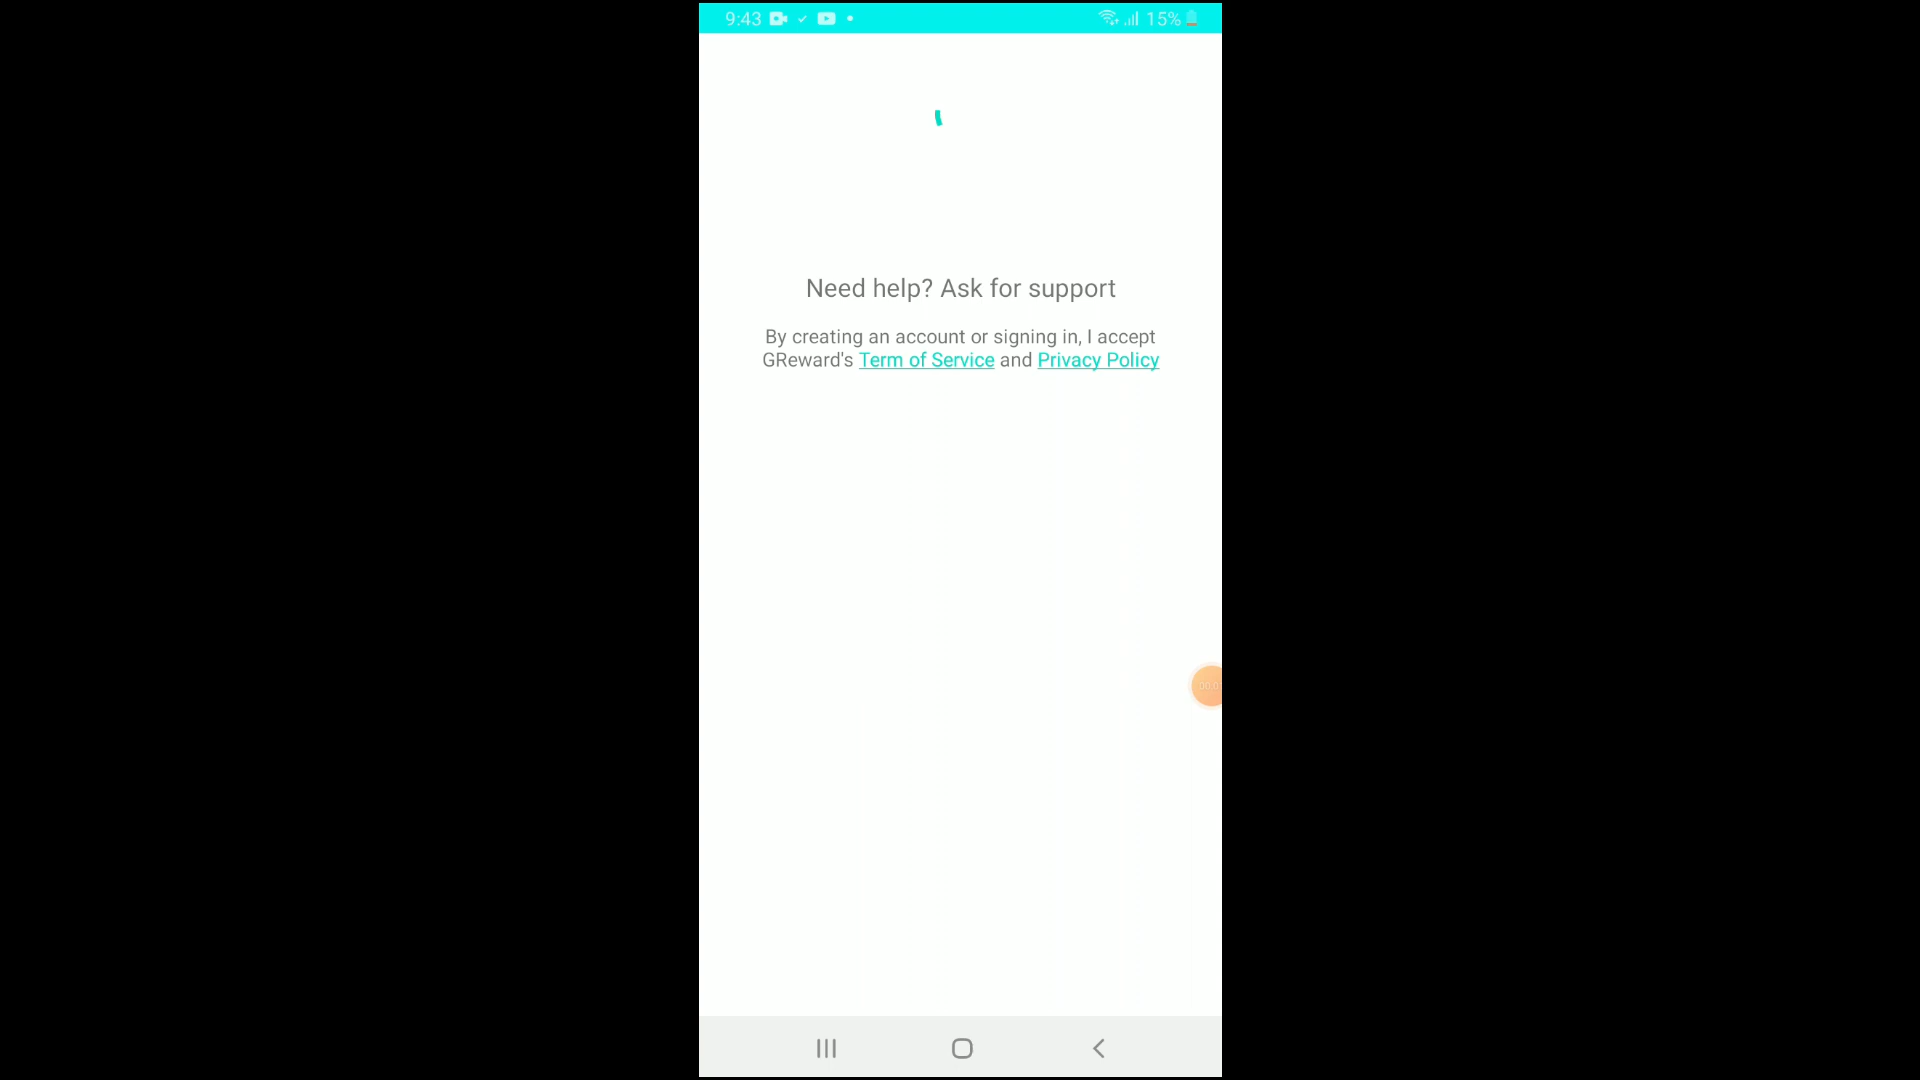 9:43
15%
Need help? Ask for support
By creating an account or signing in, I accept
GReward's Term of Service and Privacy Policy